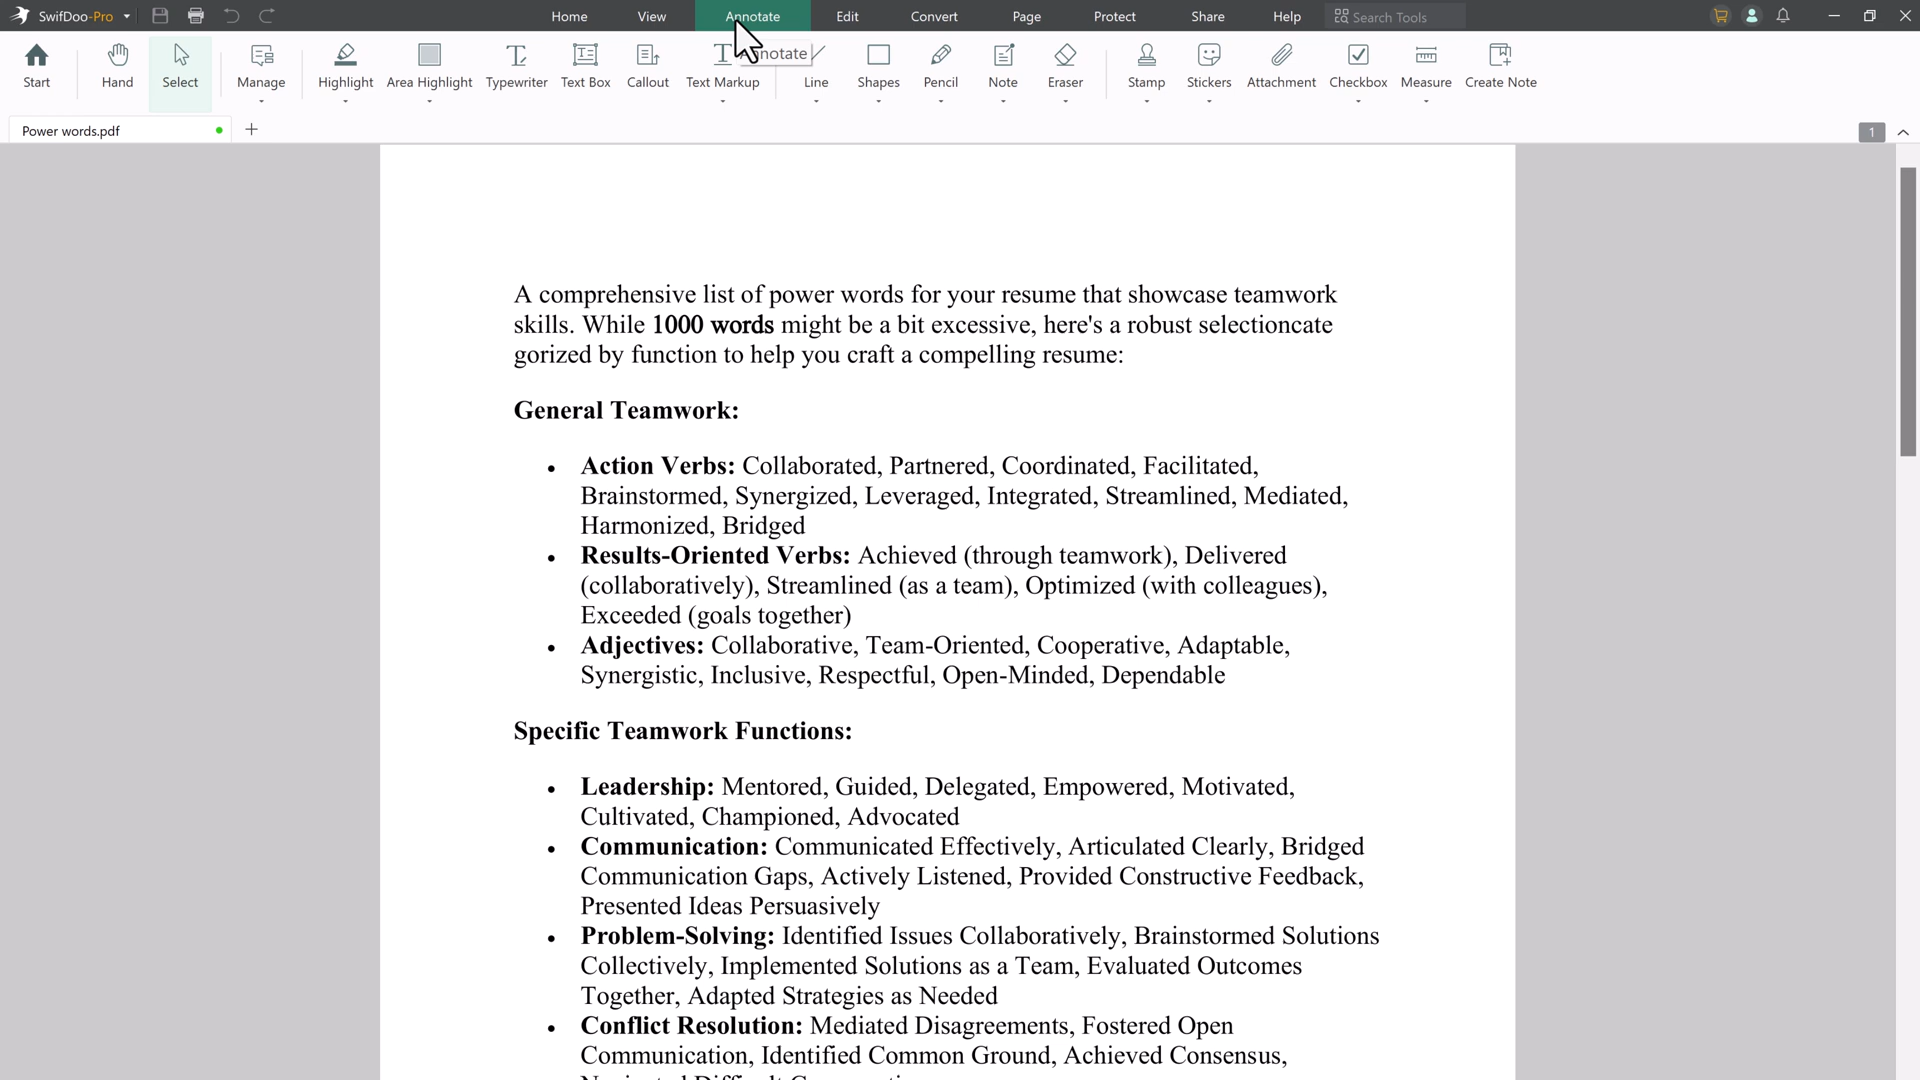 SwifDoo-Pro
Home View Annotate Edit Convert Page Protect Share Help Search Tools
Start Hand Select Manage Highlight Area Highlight Typewriter Text Box Callout Text Markup Line Shapes Pencil Note Eraser Stamp Stickers Attachment Checkbox Measure Create Note
Power words.pdf 1
A comprehensive list of power words for your resume that showcase teamwork
skills. While 1000 words might be a bit excessive, here's a robust selectioncate
gorized by function to help you craft a compelling resume:
General Teamwork:
• Action Verbs: Collaborated, Partnered, Coordinated, Facilitated,
Brainstormed, Synergized, Leveraged, Integrated, Streamlined, Mediated,
Harmonized, Bridged
• Results-Oriented Verbs: Achieved (through teamwork), Delivered
(collaboratively), Streamlined (as a team), Optimized (with colleagues),
Exceeded (goals together)
• Adjectives: Collaborative, Team-Oriented, Cooperative, Adaptable,
Synergistic, Inclusive, Respectful, Open-Minded, Dependable
Specific Teamwork Functions:
• Leadership: Mentored, Guided, Delegated, Empowered, Motivated,
Cultivated, Championed, Advocated
• Communication: Communicated Effectively, Articulated Clearly, Bridged
Communication Gaps, Actively Listened, Provided Constructive Feedback,
Presented Ideas Persuasively
• Problem-Solving: Identified Issues Collaboratively, Brainstormed Solutions
Collectively, Implemented Solutions as a Team, Evaluated Outcomes
Together, Adapted Strategies as Needed
• Conflict Resolution: Mediated Disagreements, Fostered Open
Communication, Identified Common Ground, Achieved Consensus,